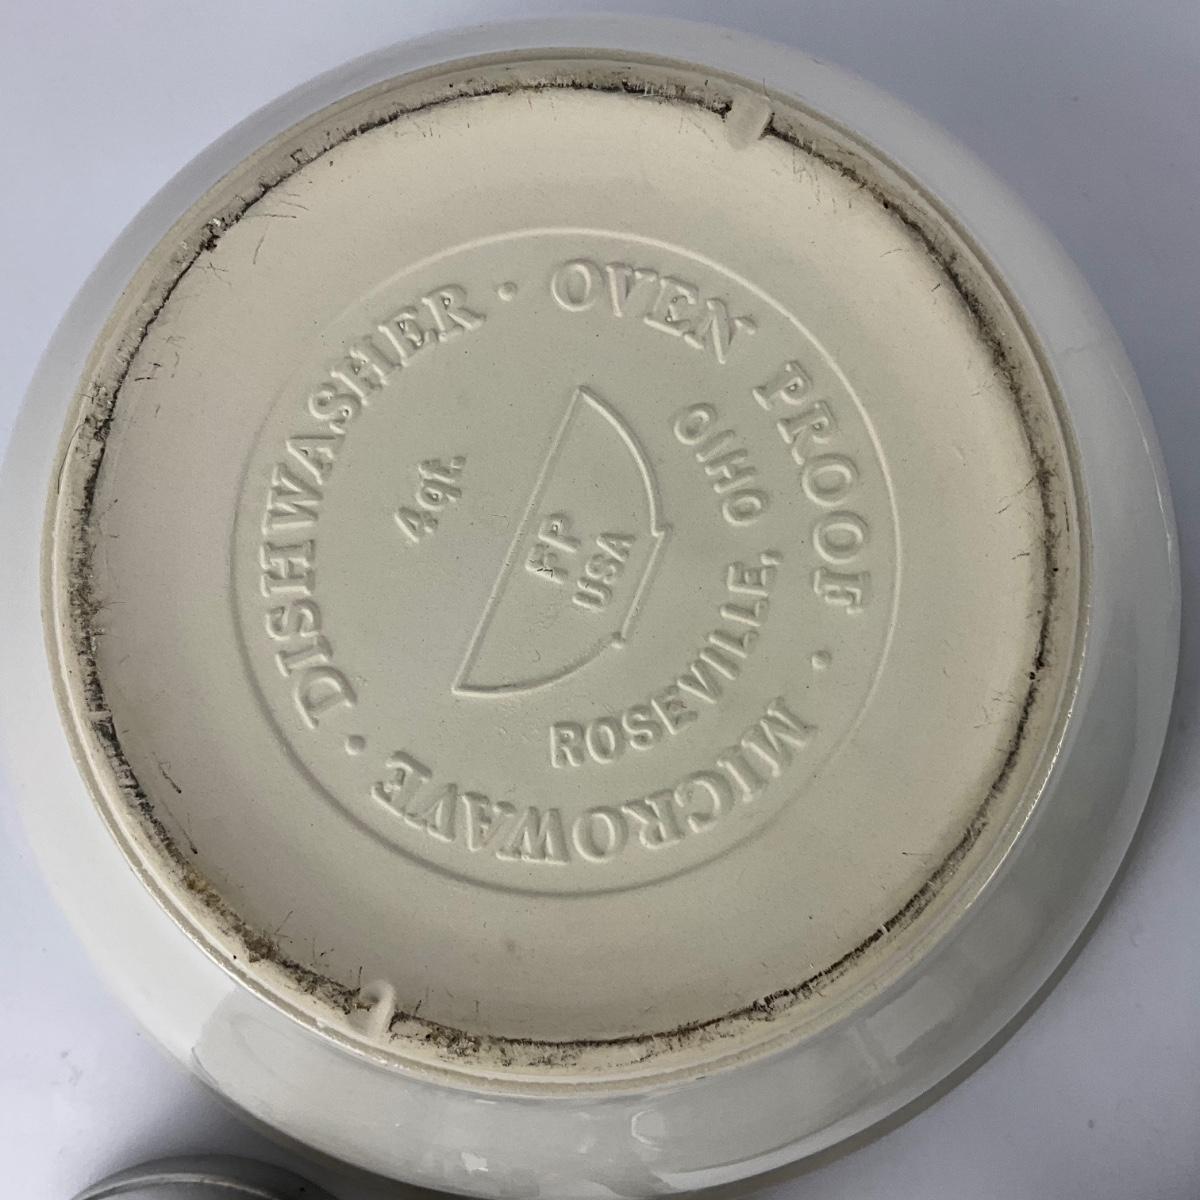 DISHWASHER · OVEN PROOF · MICROWAVE ·
4qt.
FP
USA
ROSEVILLE, OHIO